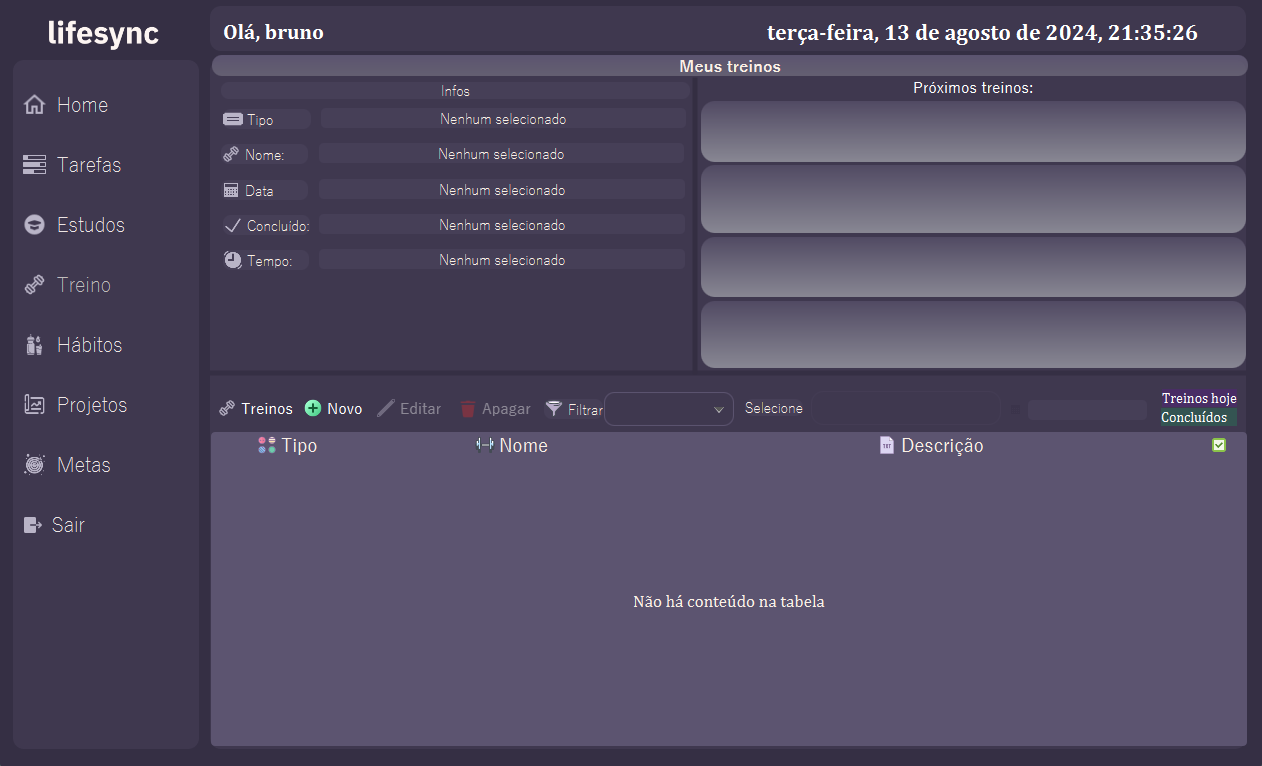 lifesync
Olá, bruno
terça-feira, 13 de agosto de 2024, 21:35:26
Home
Tarefas
Estudos
Treino
Hábitos
Projetos
Metas
Sair
Meus treinos
Infos
Tipo
Nenhum selecionado
Nome:
Nenhum selecionado
Data
Nenhum selecionado
Concluido:
Nenhum selecionado
Tempo:
Nenhum selecionado
Próximos treinos:
Treinos
Novo
Editar
Apagar
Filtrar
Selecione
Treinos hoje
Concluídos
Tipo
Nome
Descrição
Não há conteúdo na tabela